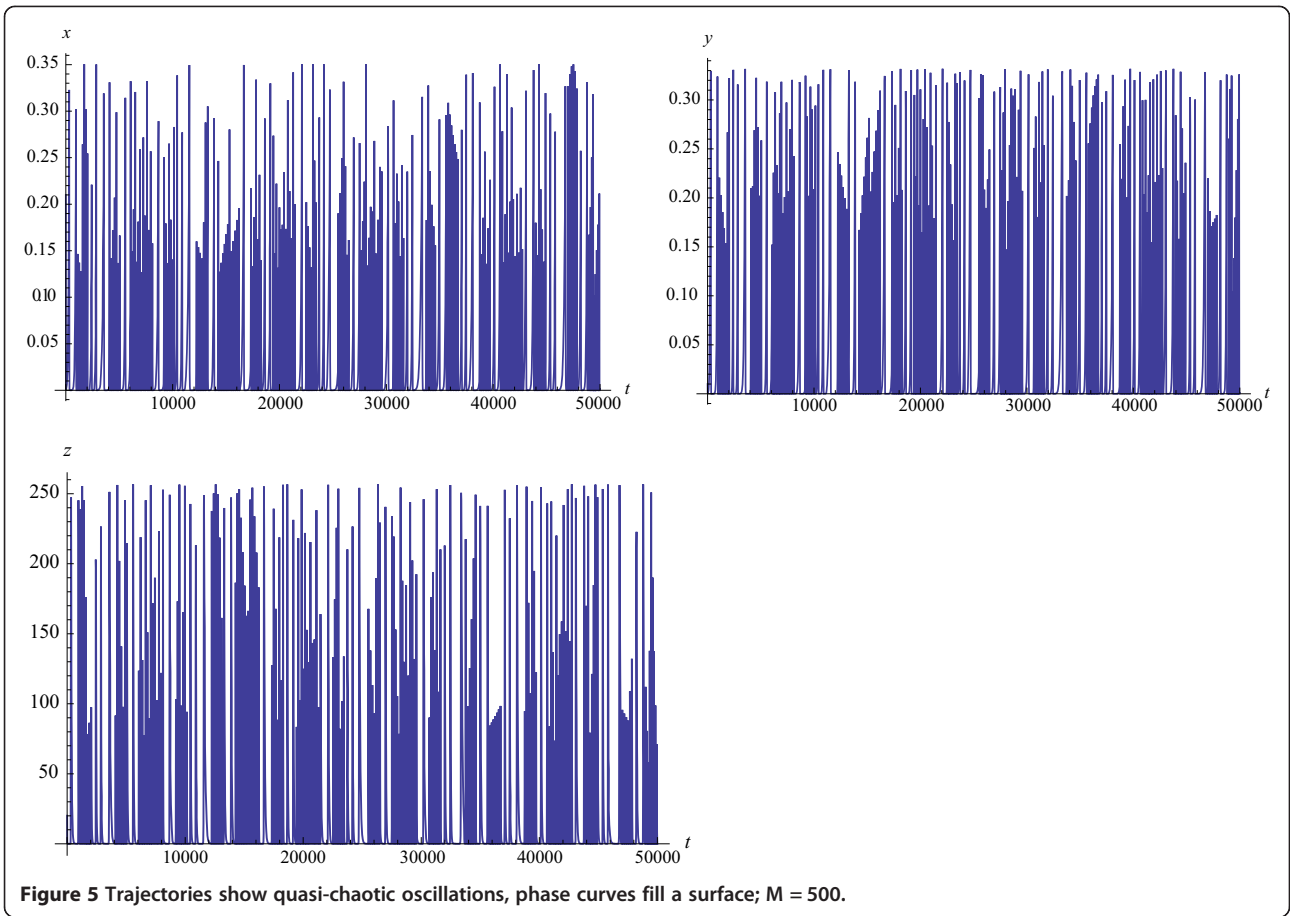 x
0.35
0.30
0.25
0.20
0.15
0.10
0.05
10000 20000 30000 40000 50000 t
y
0.30
0.25
0.20
0.15
0.10
0.05
10000 20000 30000 40000 50000 t
z
250
200
150
100
50
10000 20000 30000 40000 50000 t
Figure 5 Trajectories show quasi-chaotic oscillations, phase curves fill a surface; M = 500.